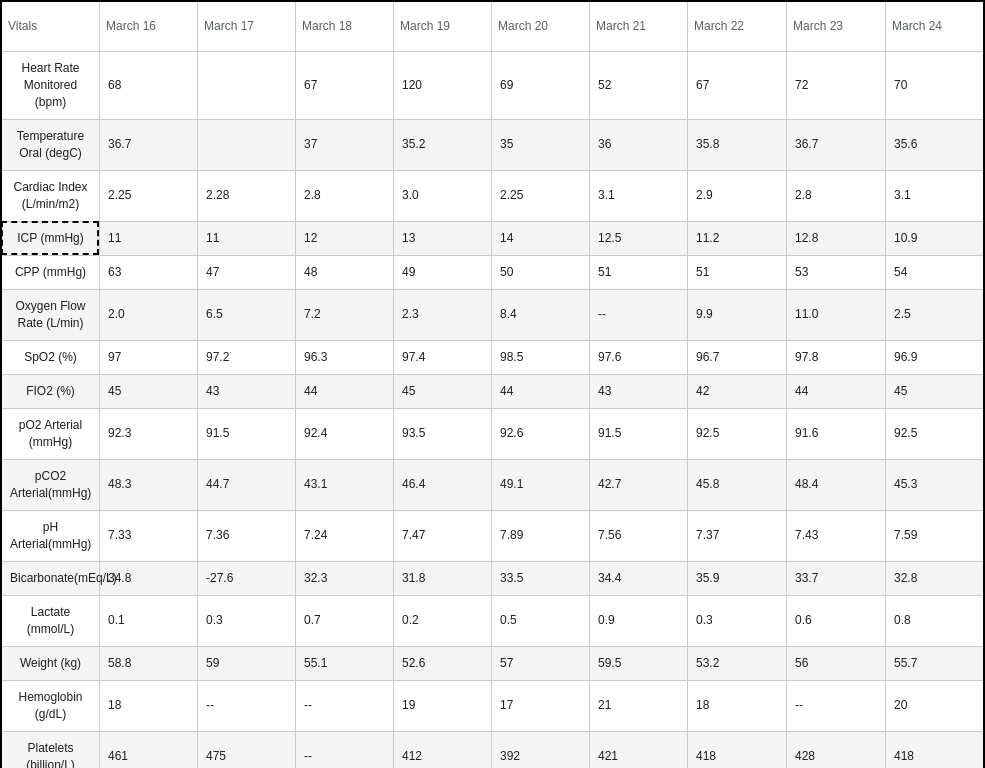 Vitals March 16 March 17 March 18 March 19 March 20 March 21 March 22 March 23 March 24
Heart Rate
Monitored
(bpm)
68 67 120 69 52 67 72 70
Temperature
Oral (degC)
36.7 37 35.2 35 36 35.8 36.7 35.6
Cardiac Index
(L/min/m2)
2.25 2.28 2.8 3.0 2.25 3.1 2.9 2.8 3.1
ICP (mmHg) 11 11 12 13 14 12.5 11.2 12.8 10.9
CPP (mmHg) 63 47 48 49 50 51 51 53 54
Oxygen Flow
Rate (L/min)
2.0 6.5 7.2 2.3 8.4 -- 9.9 11.0 2.5
SpO2 (%) 97 97.2 96.3 97.4 98.5 97.6 96.7 97.8 96.9
FIO2 (%) 45 43 44 45 44 43 42 44 45
pO2 Arterial
(mmHg)
92.3 91.5 92.4 93.5 92.6 91.5 92.5 91.6 92.5
pCO2
Arterial(mmHg)
48.3 44.7 43.1 46.4 49.1 42.7 45.8 48.4 45.3
pH
Arterial(mmHg)
7.33 7.36 7.24 7.47 7.89 7.56 7.37 7.43 7.59
Bicarbonate(mEq/L) 34.8 -27.6 32.3 31.8 33.5 34.4 35.9 33.7 32.8
Lactate
(mmol/L)
0.1 0.3 0.7 0.2 0.5 0.9 0.3 0.6 0.8
Weight (kg) 58.8 59 55.1 52.6 57 59.5 53.2 56 55.7
Hemoglobin
(g/dL)
18 -- -- 19 17 21 18 -- 20
Platelets
(billion/L)
461 475 -- 412 392 421 418 428 418